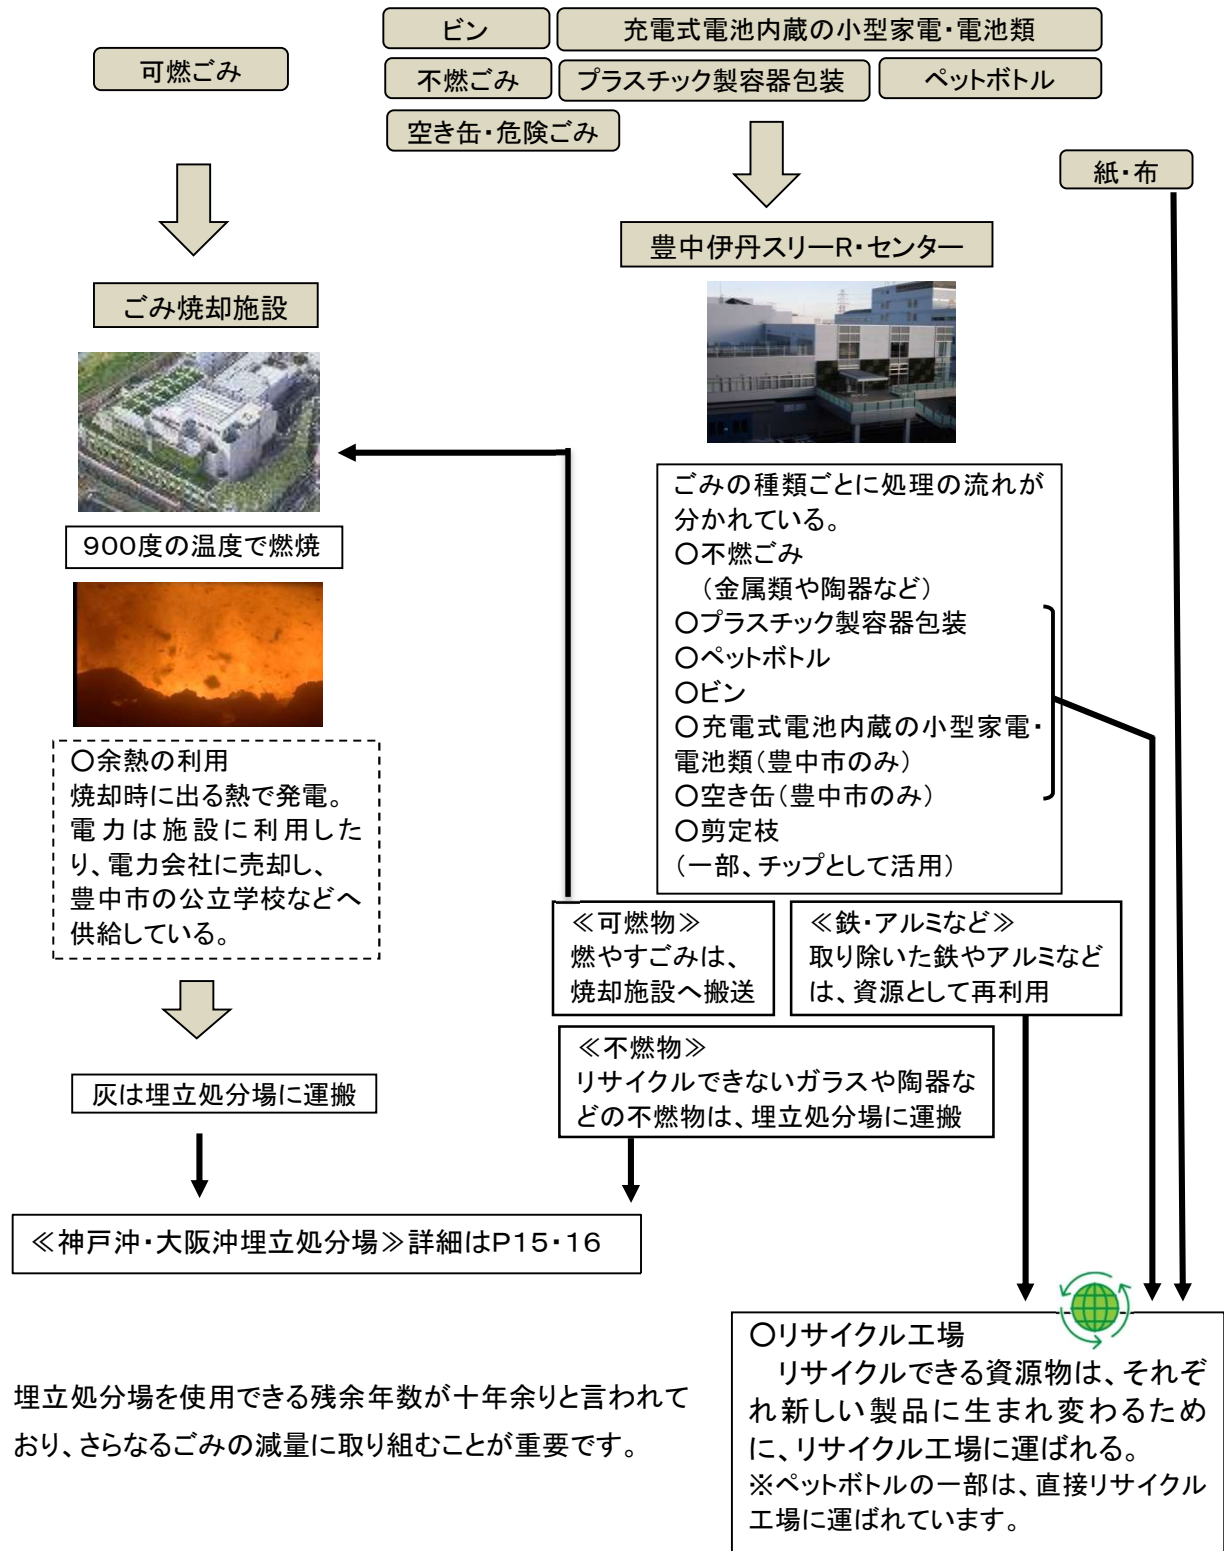 ビン
充電式電池内蔵の小型家電・電池類
可燃ごみ
不燃ごみ
プラスチック製容器包装
ペットボトル
空き缶・危険ごみ
紙・布
豊中伊丹スリーR・センター
ごみ焼却施設
900度の温度で燃焼
ごみの種類ごとに処理の流れが
分かれている。
〇不燃ごみ
(金属類や陶器など)
〇プラスチック製容器包装
〇ペットボトル
〇ビン
〇充電式電池内蔵の小型家電・
電池類(豊中市のみ)
〇空き缶(豊中市のみ)
〇剪定枝
(一部、チップとして活用)
〇余熱の利用
焼却時に出る熱で発電。
電力は施設に利用した
り、電力会社に売却し、
豊中市の公立学校などへ
供給している。
≪可燃物≫
燃やすごみは、
焼却施設へ搬送
≪鉄・アルミなど≫
取り除いた鉄やアルミなど
は、資源として再利用
≪不燃物≫
リサイクルできないガラスや陶器な
どの不燃物は、埋立処分場に運搬
灰は埋立処分場に運搬
≪神戸沖・大阪沖埋立処分場≫詳細はP15・16
〇リサイクル工場
リサイクルできる資源物は、それぞ
れ新しい製品に生まれ変わるため
に、リサイクル工場に運ばれる。
※ペットボトルの一部は、直接リサイクル
工場に運ばれています。
埋立処分場を使用できる残余年数が十年余りと言われて
おり、さらなるごみの減量に取り組むことが重要です。